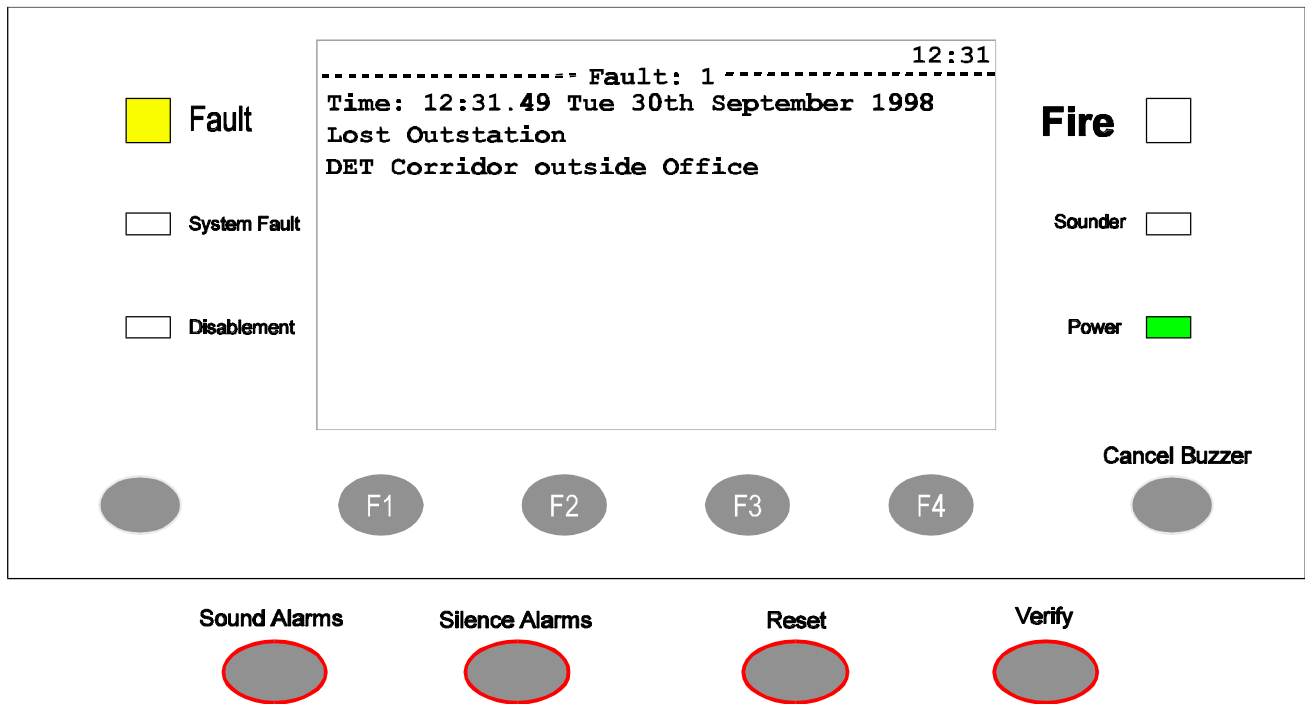 12:31
Fault: 1
Time: 12:31.49 Tue 30th September 1998
Lost Outstation
DET Corridor outside Office
Fault
System Fault
Disablement
Fire
Sounder
Power
Cancel Buzzer
F1
F2
F3
F4
Sound Alarms
Silence Alarms
Reset
Verify